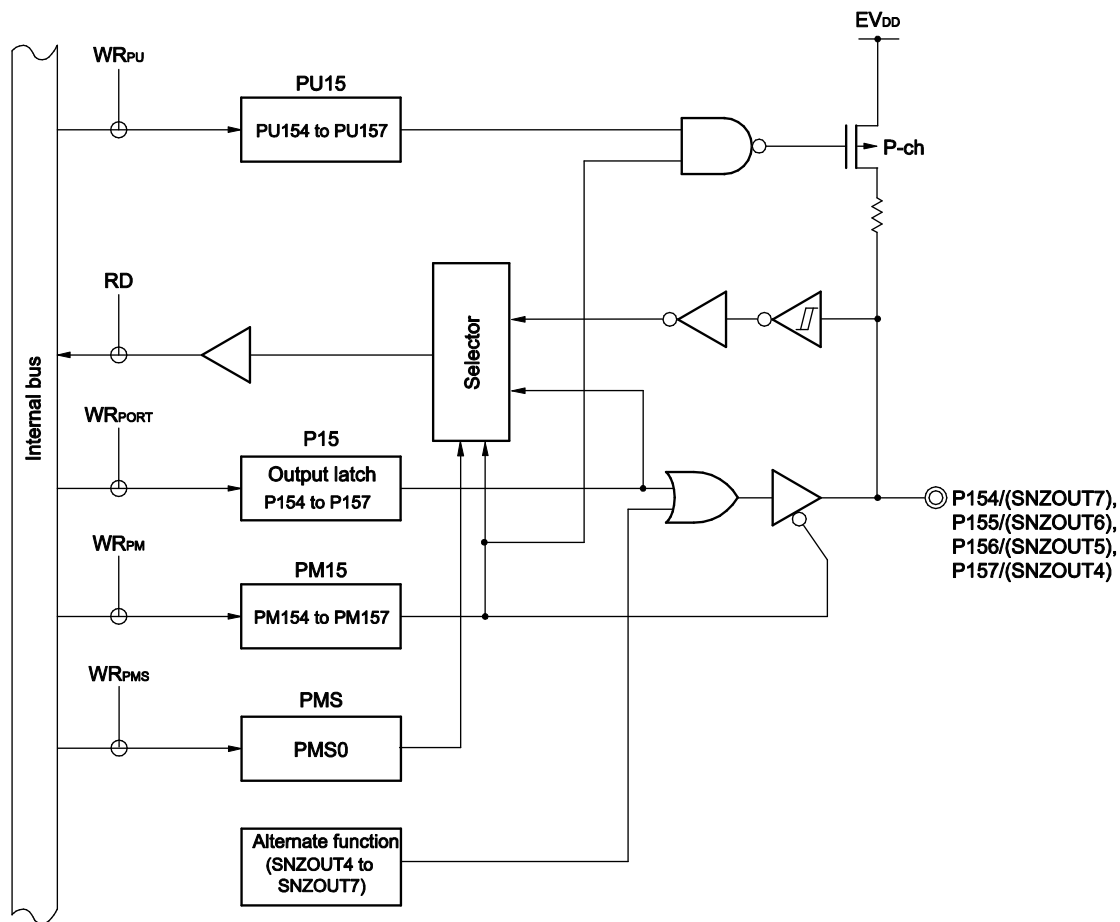 EVDD
WRPU
PU15
PU154 to PU157
P-ch
RD
Selector
Internal bus
WRPORT
P15
Output latch
P154 to P157
P154/(SNZOUT7),
P155/(SNZOUT6),
P156/(SNZOUT5),
P157/(SNZOUT4)
WRPM
PM15
PM154 to PM157
WRPMS
PMS
PMS0
Alternate function
(SNZOUT4 to
SNZOUT7)